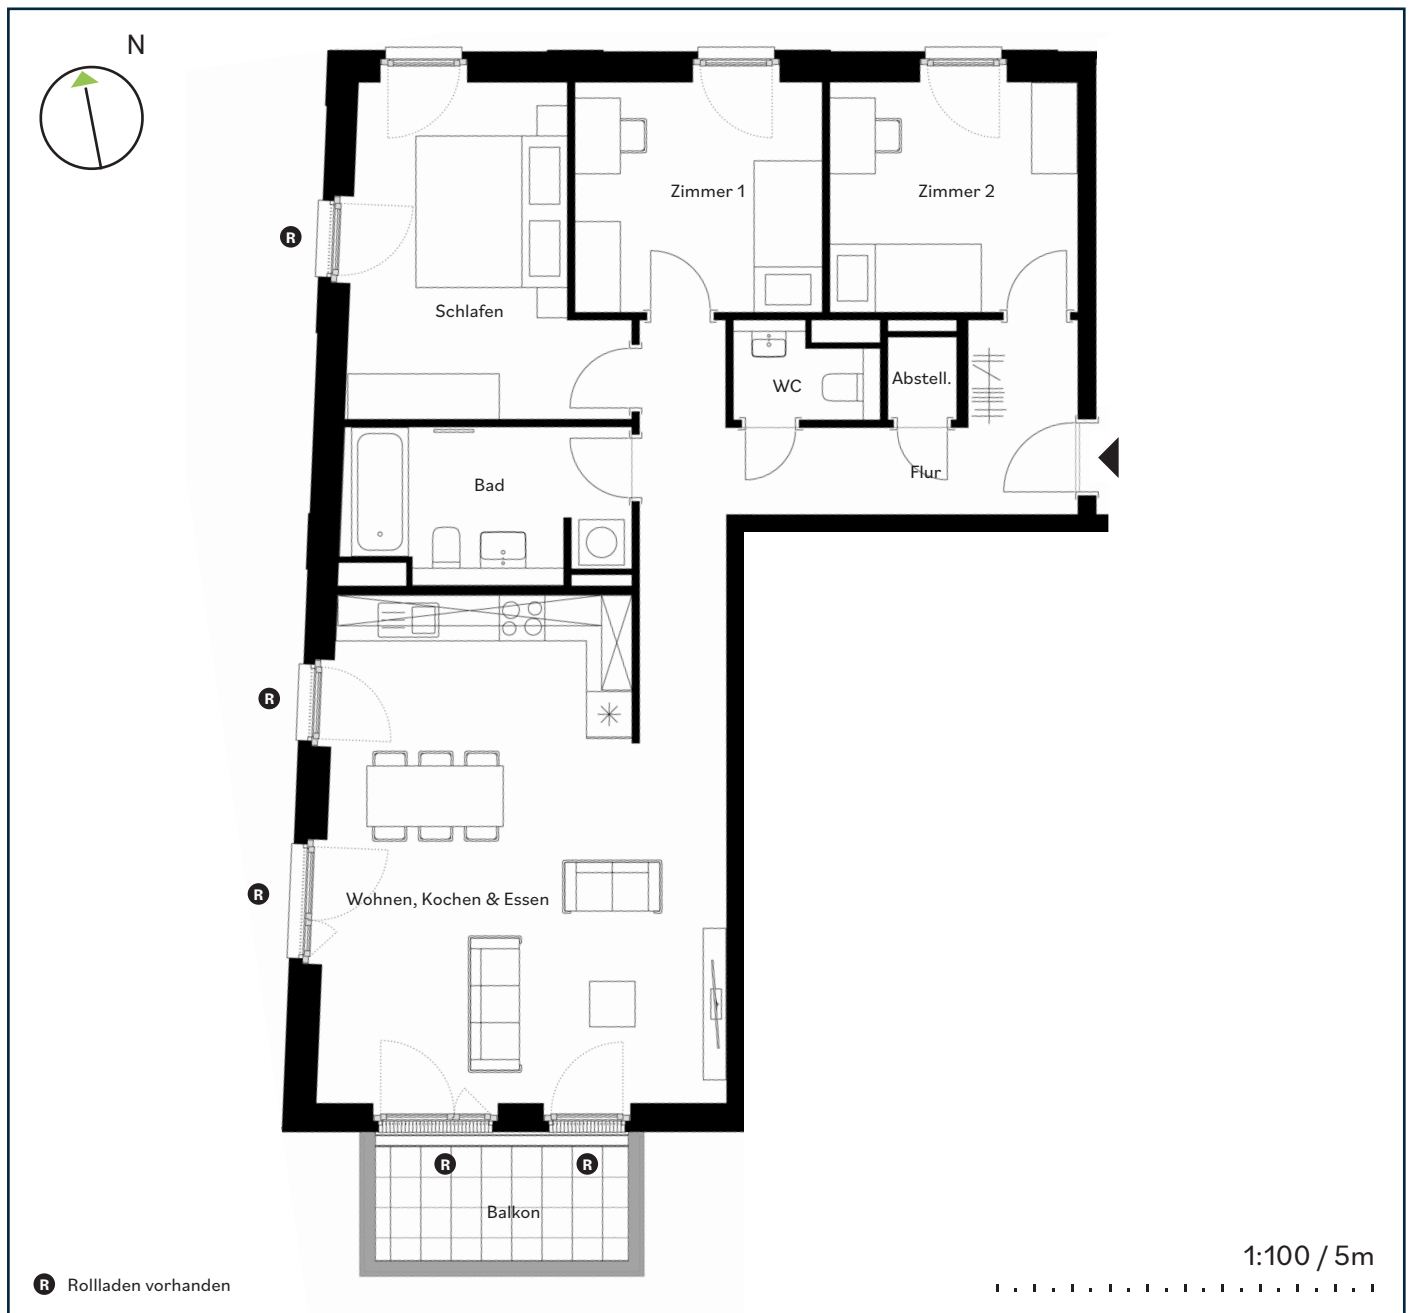 N
Zimmer 1
Zimmer 2
R
Schlafen
WC
Abstell.
Flur
Bad
R
R
Wohnen, Kochen & Essen
R
R
Balkon
1:100 / 5m
R Rollladen vorhanden